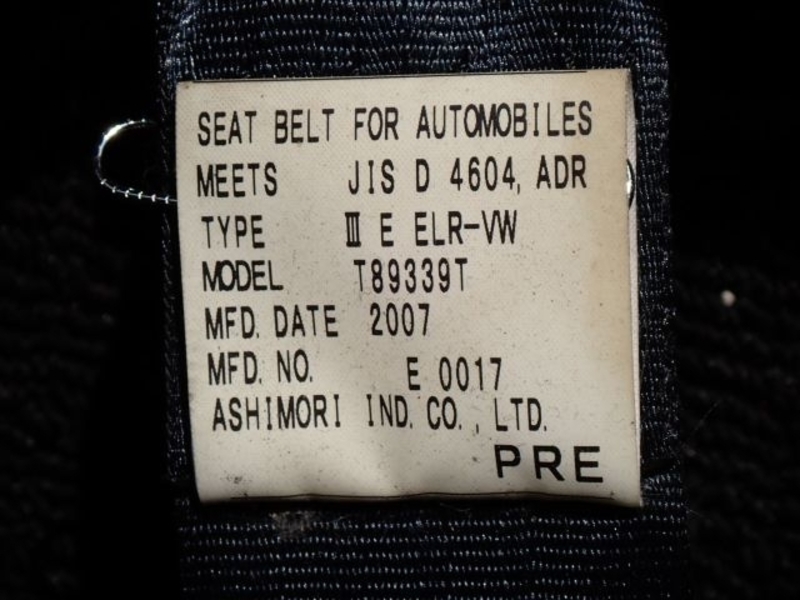 SEAT BELT FOR AUTOMOBILES
MEETS JIS D 4604, ADR
TYPE Ⅲ E ELR-VW
MODEL T89339T
MFD. DATE 2007
MFD. NO. E 0017
ASHIMORI IND. CO., LTD.
PRE